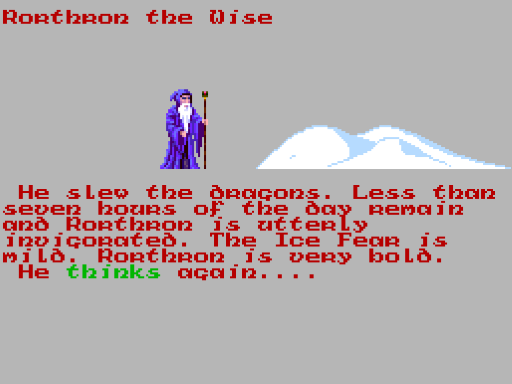 Rorthron the Wise
He slew the dragons. Less than
seven hours of the day remain
and Rorthron is utterly
invigorated. The Ice Fear is
mild. Rorthron is very bold.
He thinks again....